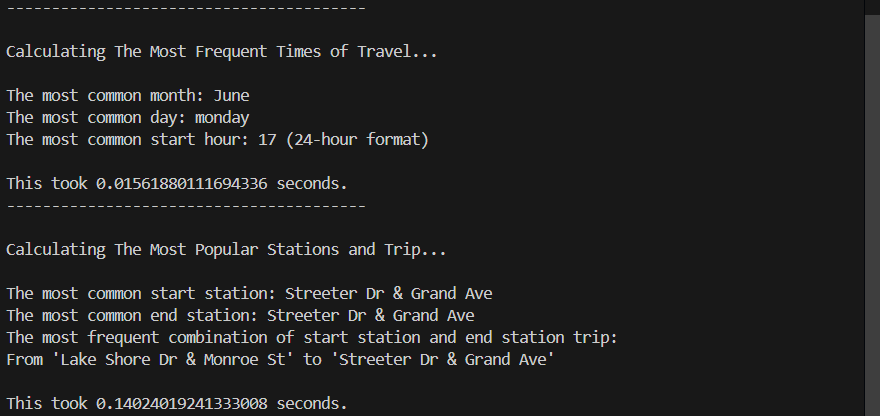 ----------------------------------------
Calculating The Most Frequent Times of Travel...
The most common month: June
The most common day: monday
The most common start hour: 17 (24-hour format)
This took 0.01561880111694336 seconds.
----------------------------------------
Calculating The Most Popular Stations and Trip...
The most common start station: Streeter Dr & Grand Ave
The most common end station: Streeter Dr & Grand Ave
The most frequent combination of start station and end station trip:
From 'Lake Shore Dr & Monroe St' to 'Streeter Dr & Grand Ave'
This took 0.14024019241333008 seconds.